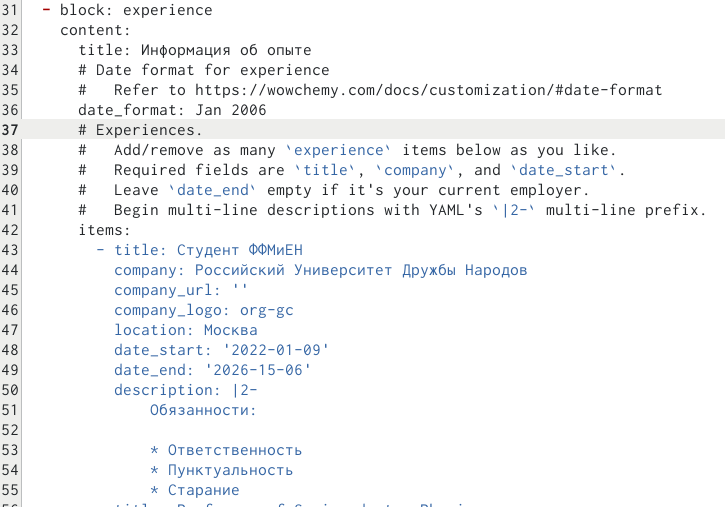 31 - block: experience
32 content:
33 title: Информация об опыте
34 # Date format for experience
35 # Refer to https://wowchemy.com/docs/customization/#date-format
36 date_format: Jan 2006
37 # Experiences.
38 # Add/remove as many `experience` items below as you like.
39 # Required fields are `title`, `company`, and `date_start`.
40 # Leave `date_end` empty if it's your current employer.
41 # Begin multi-line descriptions with YAML's `|2-` multi-line prefix.
42 items:
43 - title: Студент ФФМиЕН
44 company: Российский Университет Дружбы Народов
45 company_url: ''
46 company_logo: org-gc
47 location: Москва
48 date_start: '2022-01-09'
49 date_end: '2026-15-06'
50 description: |2-
51 Обязанности:
52
53 * Ответственность
54 * Пунктуальность
55 * Старание